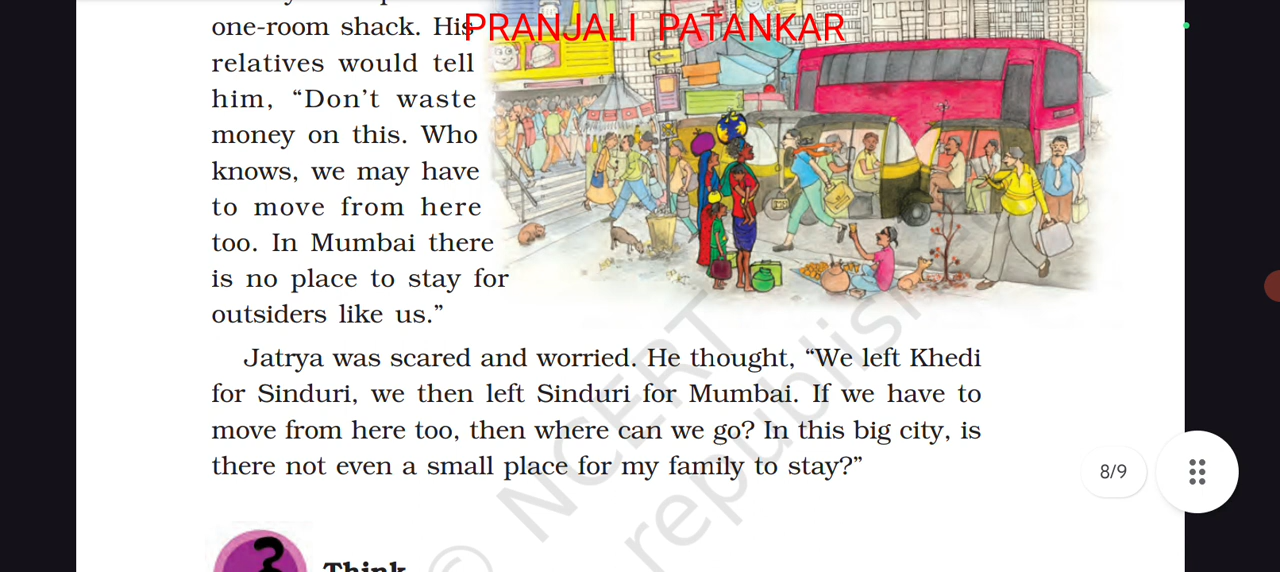 one-room shack. His
PRANJALI PATANKAR
relatives would tell
him, “Don’t waste
money on this. Who
knows, we may have
to move from here
too. In Mumbai there
is no place to stay for
outsiders like us.”
Jatrya was scared and worried. He thought, “We left Khedi
for Sinduri, we then left Sinduri for Mumbai. If we have to
move from here too, then where can we go? In this big city, is
there not even a small place for my family to stay?”
© NCERT
republish
8/9
Think